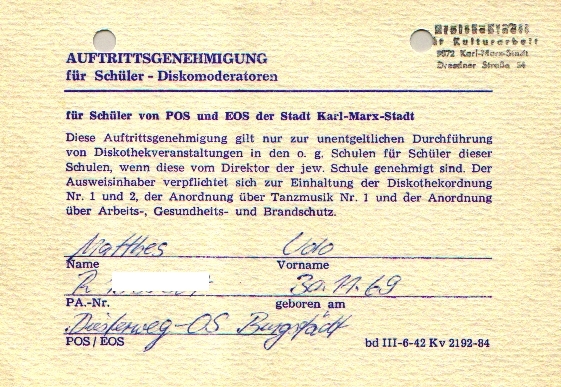 für Kulturarbeit
9072 Karl-Marx-Stadt
Dresdner Straße
AUFTRITTSGENEHMIGUNG
für Schüler - Diskomoderatoren
für Schüler von POS und EOS der Stadt Karl-Marx-Stadt
Diese Auftrittsgenehmigung gilt nur zur unentgeltlichen Durchführung
von Diskothekveranstaltungen in den o. g. Schulen für Schüler dieser
Schulen, wenn diese vom Direktor der jew. Schule genehmigt sind. Der
Ausweisinhaber verpflichtet sich zur Einhaltung der Diskothekordnung
Nr. 1 und 2, der Anordnung über Tanzmusik Nr. 1 und der Anordnung
über Arbeits-, Gesundheits- und Brandschutz.
Matthes Udo
Name Vorname
R 30.11.69
PA.-Nr. geboren am
Diesterweg-OS Burgstädt
POS / EOS bd III-6-42 Kv 2192-84